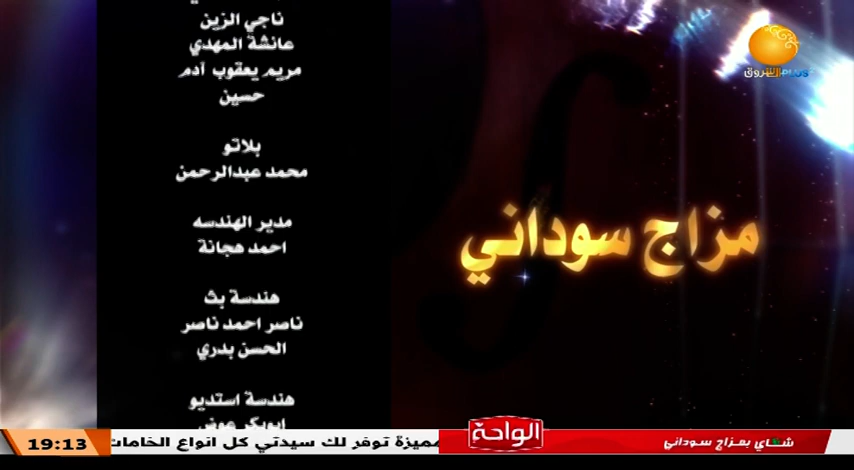 ناجي الزين
عائشة المهدي
مريم يعقوب آدم
حسين
بلاتو
محمد عبدالرحمن
مدير الهندسه
احمد هجانة
هندسة بث
ناصر احمد ناصر
الحسن بدري
هندسة استديو
ابوبكر عوض
مزاج سوداني
الشروق
شاي بمزاج سوداني
الواحة
مميزة توفر لك سيدتي كل انواع الخامات
19:13